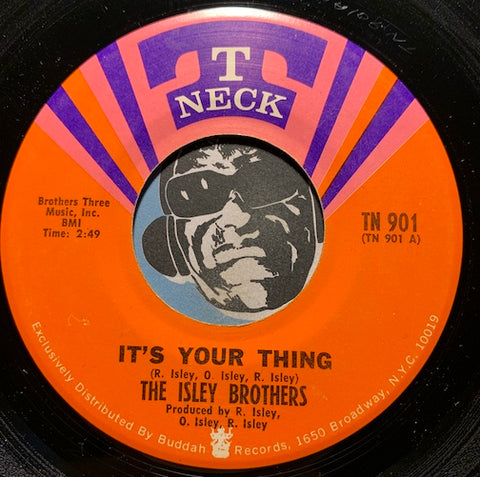 T
NECK
Brothers Three
Music, Inc.
BMI
Time: 2:49
TN 901
(TN 901 A)
IT'S YOUR THING
(R. Isley, O. Isley, R. Isley)
THE ISLEY BROTHERS
Produced by R. Isley,
O. Isley, R. Isley
Exclusively Distributed By Buddah Records, 1650 Broadway, N.Y.C. 10019